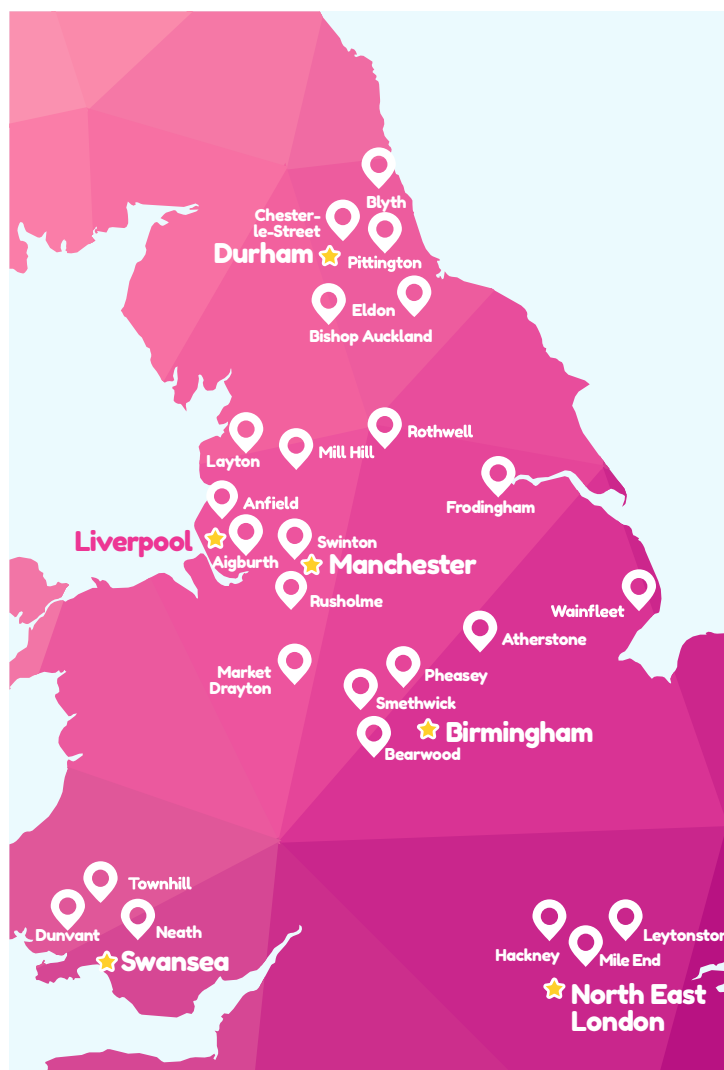 Blyth
Chester-
le-Street
Durham
Pittington
Eldon
Bishop Auckland
Rothwell
Mill Hill
Layton
Frodingham
Anfield
Liverpool
Swinton
Aigburth
Manchester
Rusholme
Wainfleet
Atherstone
Market
Drayton
Pheasey
Smethwick
Birmingham
Bearwood
Townhill
Dunvant
Neath
Swansea
Leytonston
Hackney
Mile End
North East
London